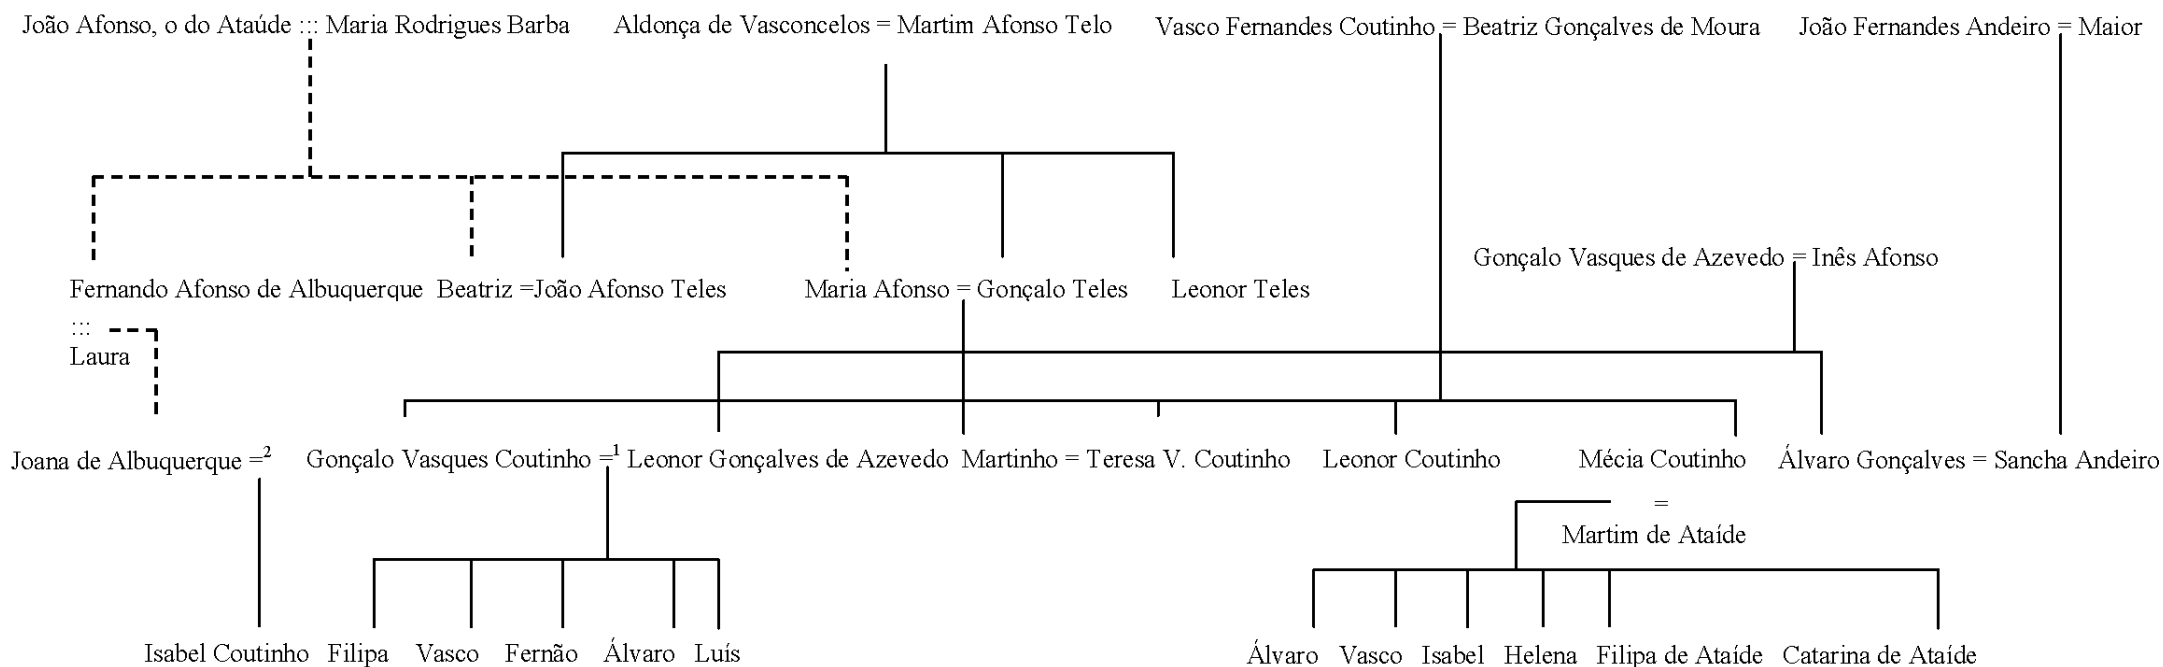 João Afonso, o do Ataúde ::: Maria Rodrigues Barba Aldonça de Vasconcelos = Martim Afonso Telo Vasco Fernandes Coutinho = Beatriz Gonçalves de Moura João Fernandes Andeiro = Maior
Gonçalo Vasques de Azevedo = Inês Afonso
Fernando Afonso de Albuquerque Beatriz =João Afonso Teles Maria Afonso = Gonçalo Teles Leonor Teles
:::
Laura
Joana de Albuquerque =² Gonçalo Vasques Coutinho =¹ Leonor Gonçalves de Azevedo Martinho = Teresa V. Coutinho Leonor Coutinho Mécia Coutinho Álvaro Gonçalves = Sancha Andeiro
=
Martim de Ataíde
Isabel Coutinho Filipa Vasco Fernão Álvaro Luís Álvaro Vasco Isabel Helena Filipa de Ataíde Catarina de Ataíde